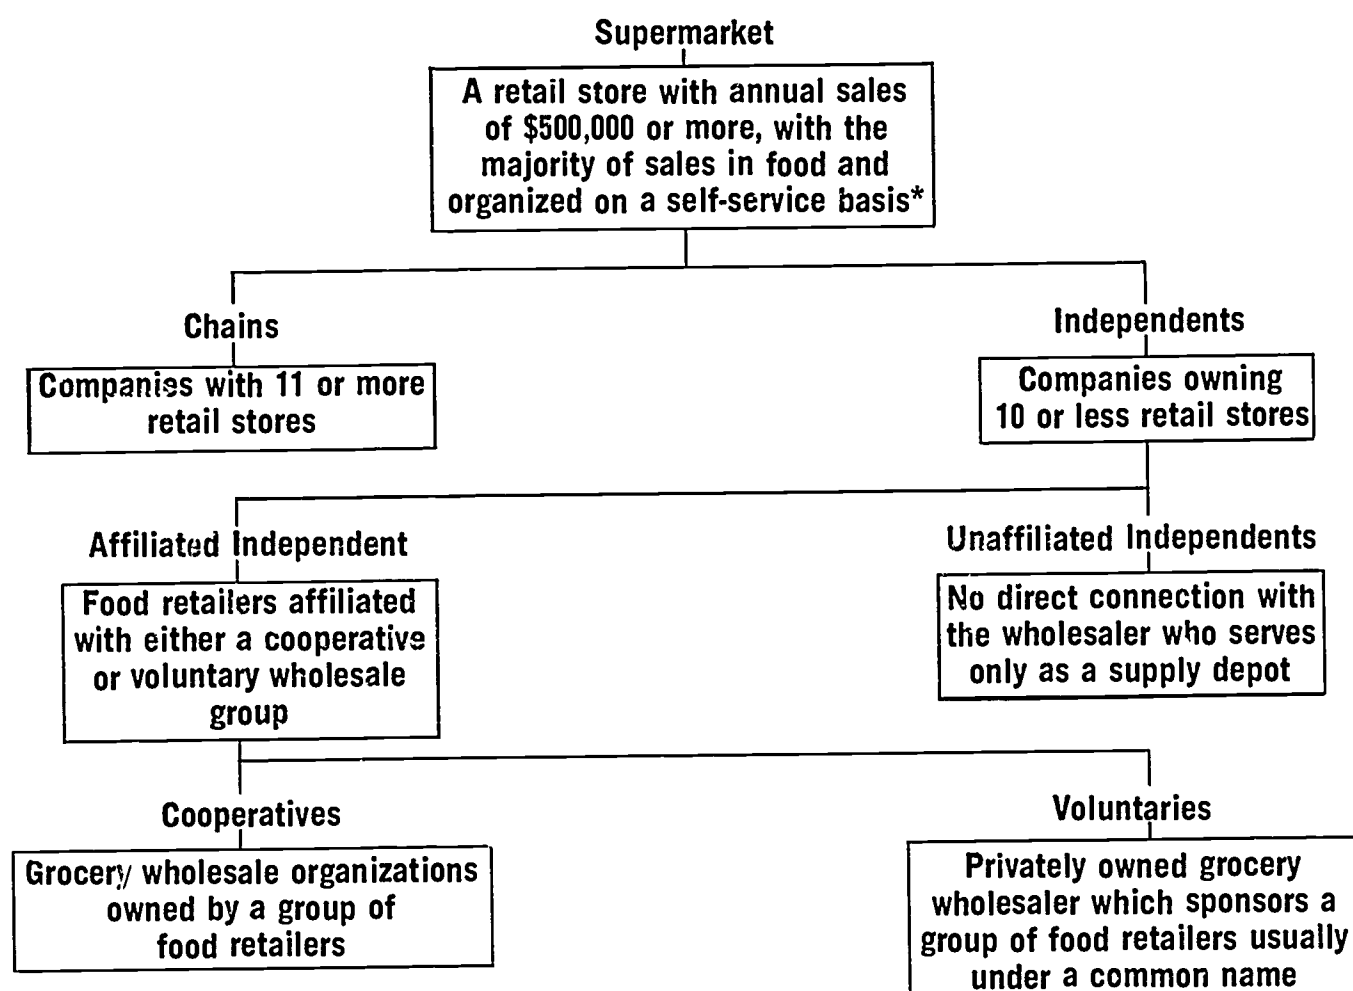 Supermarket
A retail store with annual sales
of $500,000 or more, with the
majority of sales in food and
organized on a self-service basis*
Chains
Companies with 11 or more
retail stores
Independents
Companies owning
10 or less retail stores
Affiliated Independent
Food retailers affiliated
with either a cooperative
or voluntary wholesale
group
Unaffiliated Independents
No direct connection with
the wholesaler who serves
only as a supply depot
Cooperatives
Grocery wholesale organizations
owned by a group of
food retailers
Voluntaries
Privately owned grocery
wholesaler which sponsors a
group of food retailers usually
under a common name